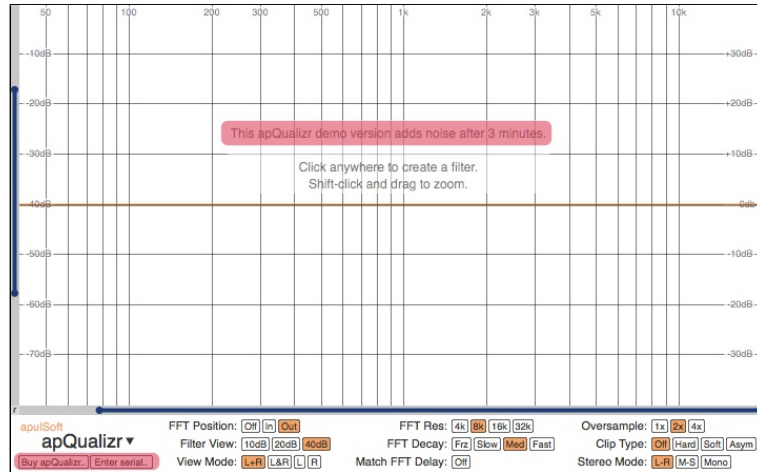 50 100 200 300 500 1k 2k 3k 5k 10k
-10dB +30dB
-20dB +20dB
This apQualizr demo version adds noise after 3 minutes.
-30dB +10dB
Click anywhere to create a filter.
Shift-click and drag to zoom.
-40dB 0db
-50dB -10dB
-60dB -20dB
-70dB -30dB
r
apulSoft FFT Position: Off In Out FFT Res: 4k 8k 16k 32k Oversample: 1x 2x 4x
apQualizr▾ Filter View: 10dB 20dB 40dB FFT Decay: Frz Slow Med Fast Clip Type: Off Hard Soft Asym
Buy apQualizr.. Enter serial.. View Mode: L+R L&R L R Match FFT Delay: Off Stereo Mode: L-R M-S Mono